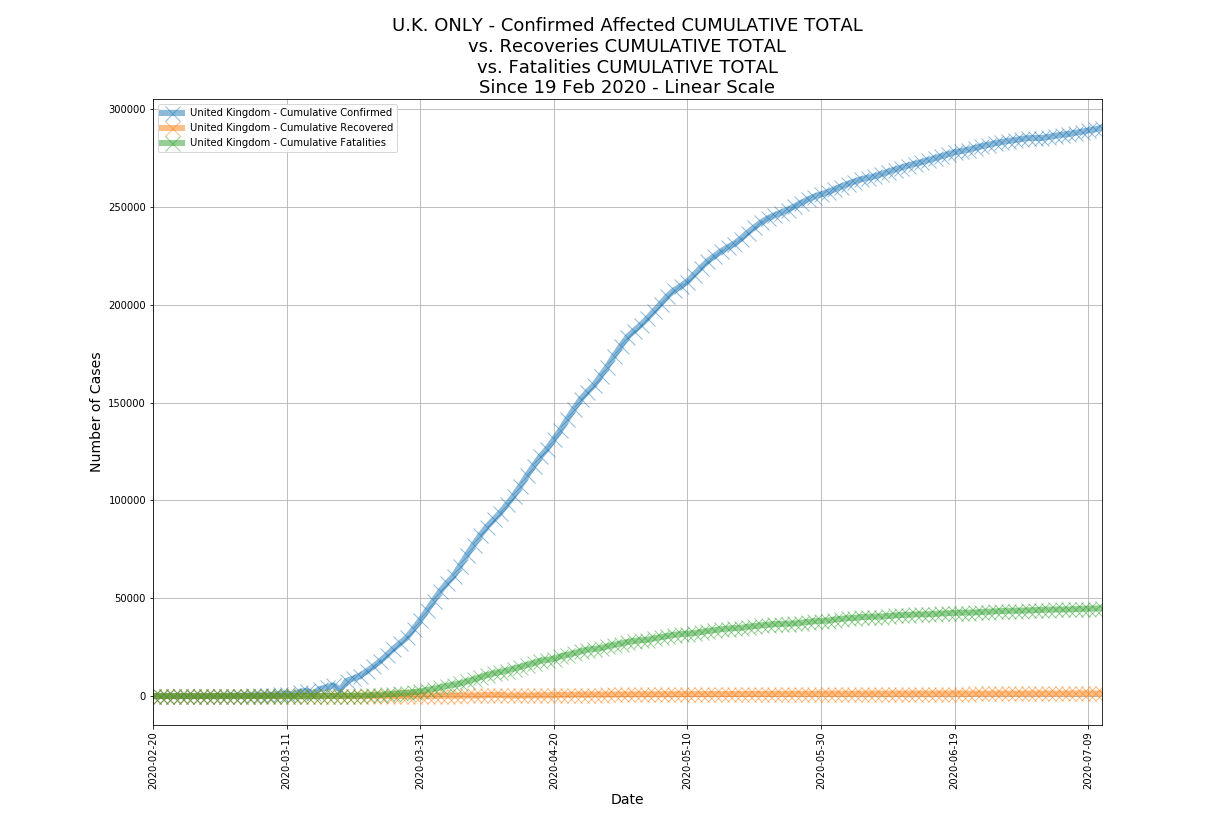 U.K. ONLY - Confirmed Affected CUMULATIVE TOTAL
vs. Recoveries CUMULATIVE TOTAL
vs. Fatalities CUMULATIVE TOTAL
Since 19 Feb 2020 - Linear Scale
United Kingdom - Cumulative Confirmed
United Kingdom - Cumulative Recovered
United Kingdom - Cumulative Fatalities
Number of Cases
300000
250000
200000
150000
100000
50000
0
2020-02-20
2020-03-11
2020-03-31
2020-04-20
2020-05-10
2020-05-30
2020-06-19
2020-07-09
Date